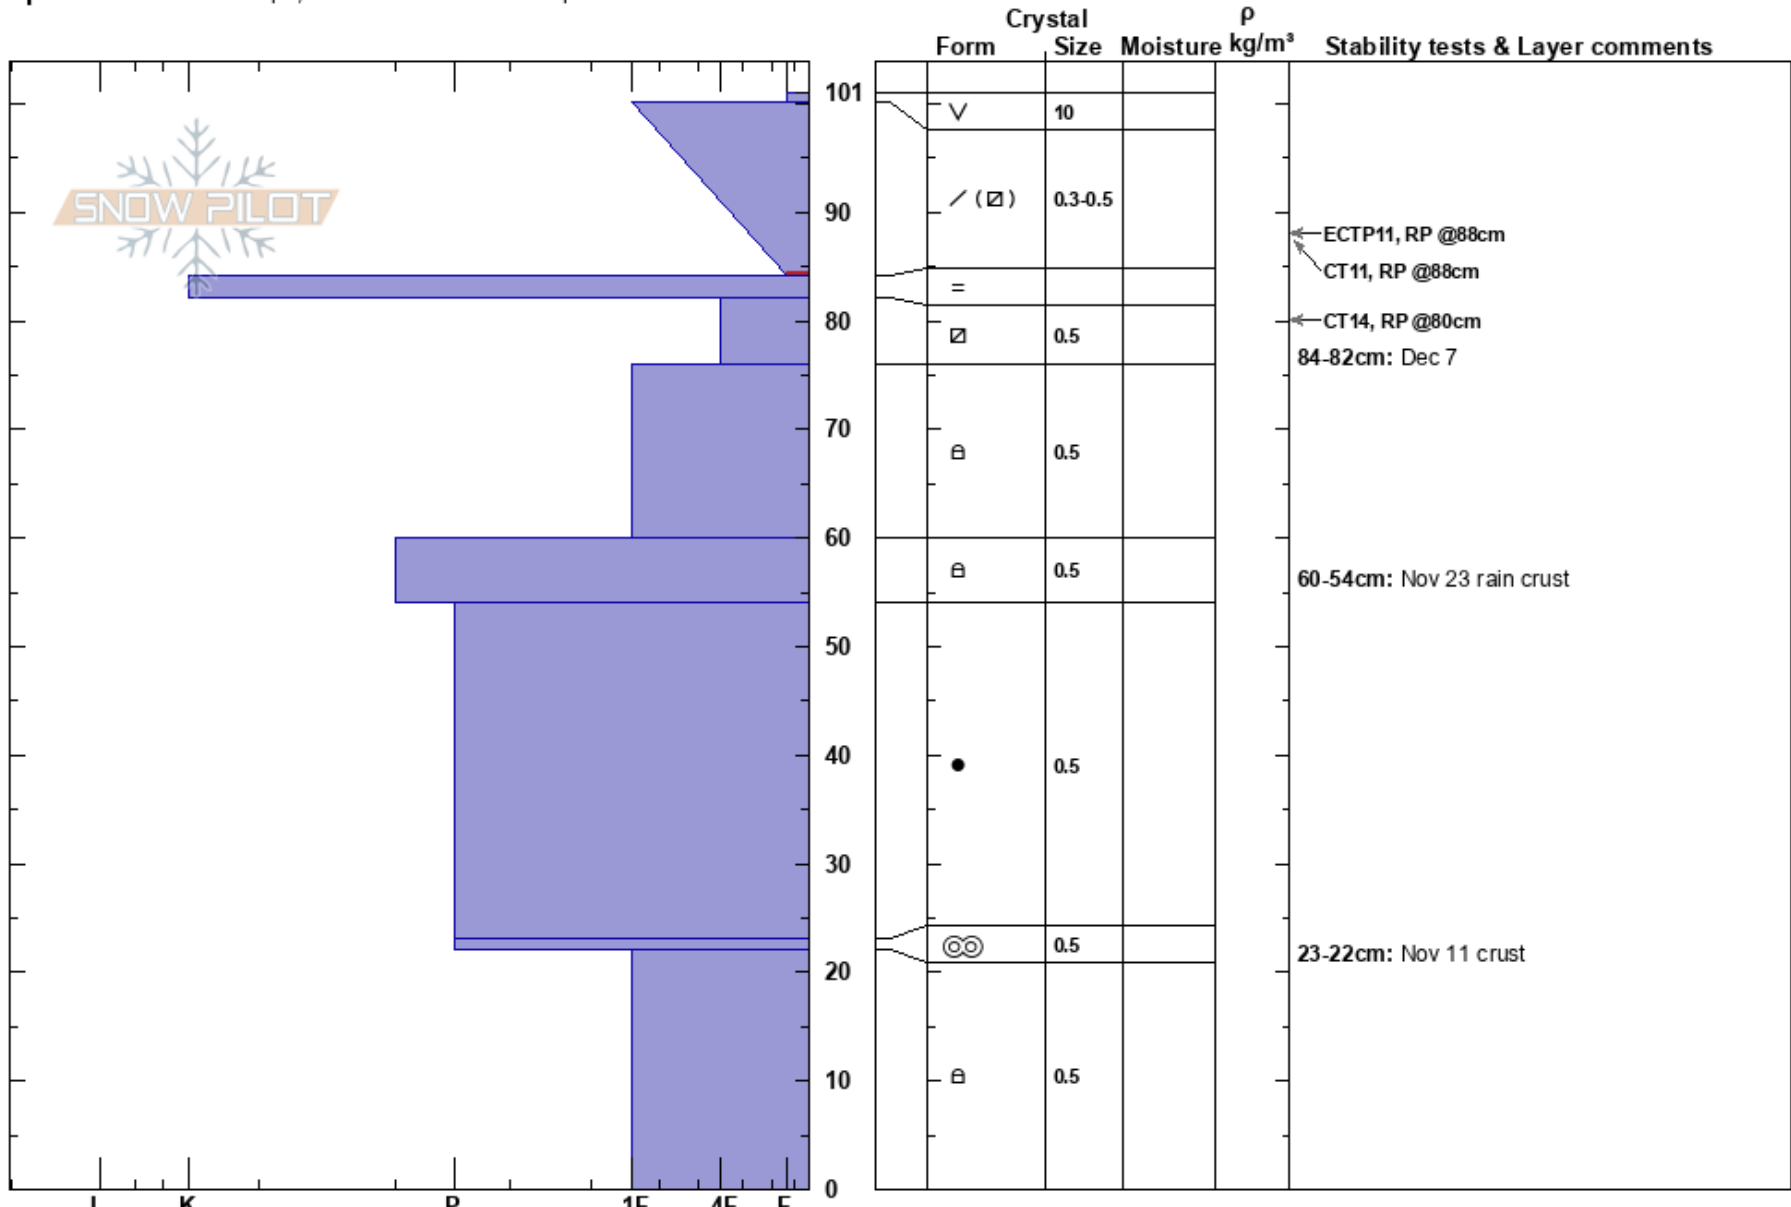 Crystal ρ
Form Size Moisture kg/m³ Stability tests & Layer comments
101
V 10
SNOW PILOT
90
/ (⧄) 0.3-0.5
ECTP11, RP @88cm
CT11, RP @88cm
=
80
CT14, RP @80cm
⧄ 0.5
84-82cm: Dec 7
70
0.5
60
0.5
60-54cm: Nov 23 rain crust
50
40
● 0.5
30
0.5
23-22cm: Nov 11 crust
20
10
0.5
0
I K P 1F 4F F